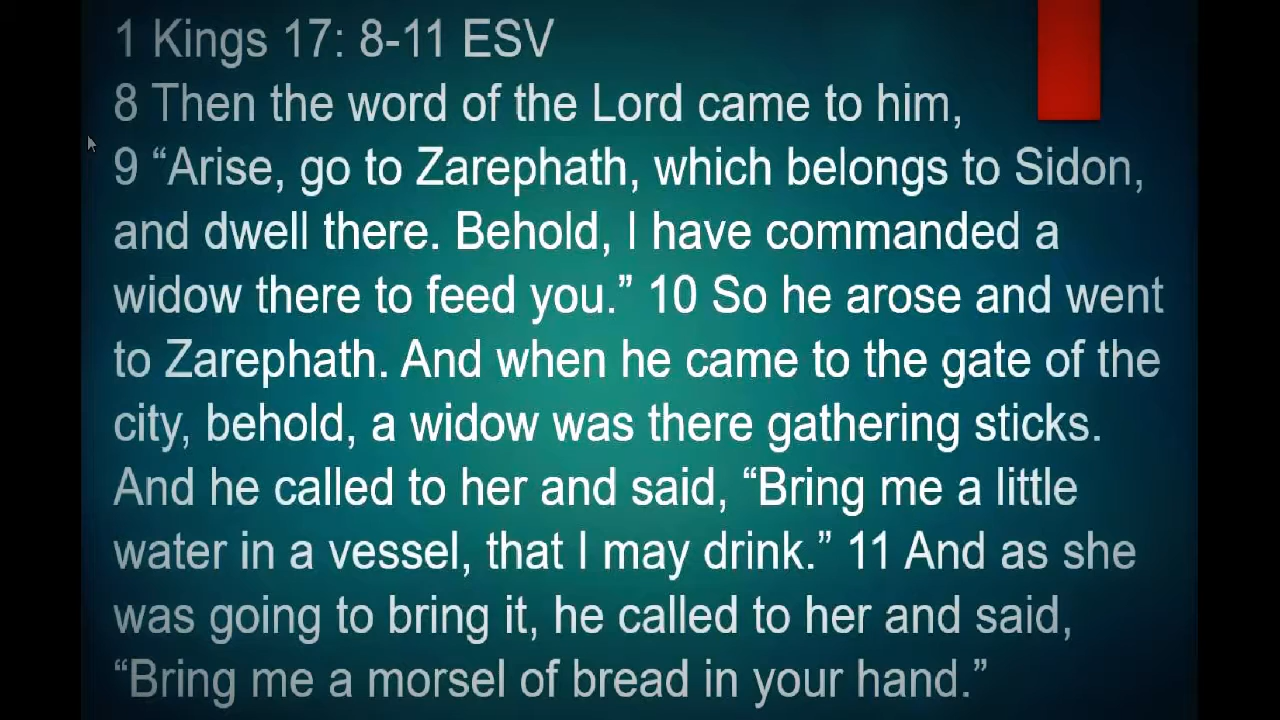 1 Kings 17: 8-11 ESV
8 Then the word of the Lord came to him,
9 “Arise, go to Zarephath, which belongs to Sidon,
and dwell there. Behold, I have commanded a
widow there to feed you.” 10 So he arose and went
to Zarephath. And when he came to the gate of the
city, behold, a widow was there gathering sticks.
And he called to her and said, “Bring me a little
water in a vessel, that I may drink.” 11 And as she
was going to bring it, he called to her and said,
“Bring me a morsel of bread in your hand.”